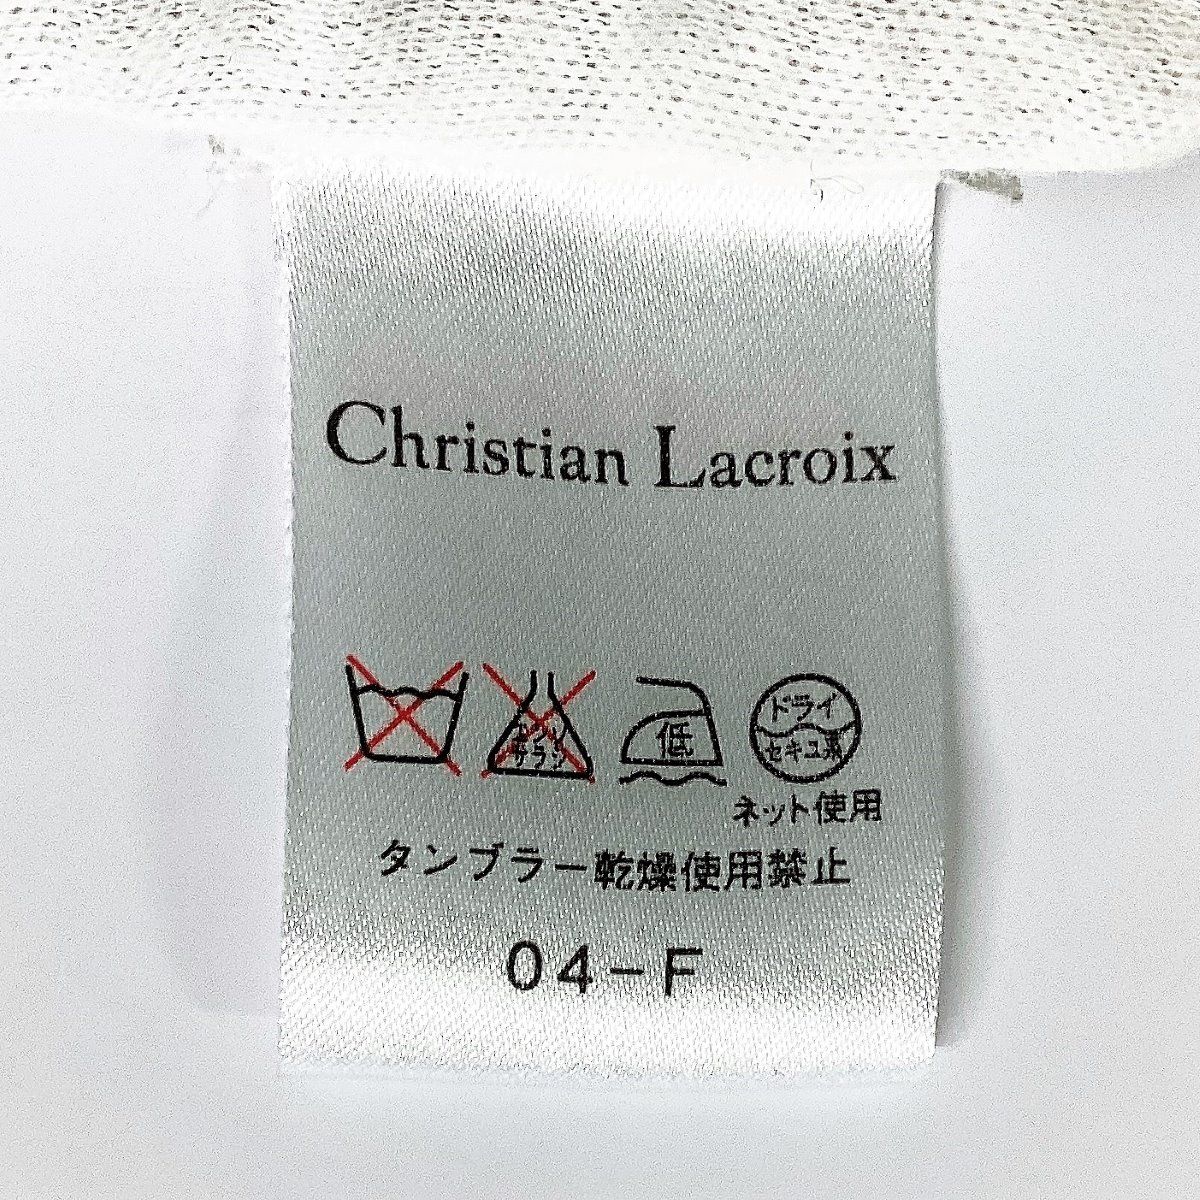 Christian Lacroix
エンソ
サラシ
低
ドライ
セキユ系
ネット使用
タンブラー乾燥使用禁止
04-F